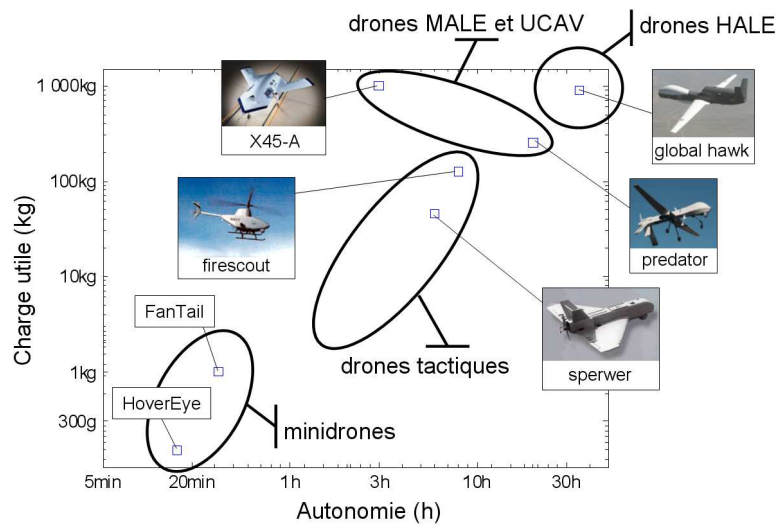 drones MALE et UCAV
drones HALE
1 000kg
100kg
10kg
1kg
300g
Charge utile (kg)
X45-A
global hawk
firescout
predator
FanTail
sperwer
drones tactiques
HoverEye
minidrones
5min
20min
1h
3h
10h
30h
Autonomie (h)